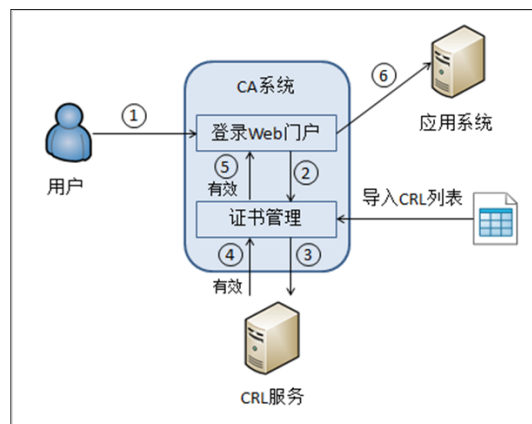 CA系统
⑥
①
登录Web门户
应用系统
用户
⑤
有效
②
导入CRL列表
证书管理
④
有效
③
CRL服务